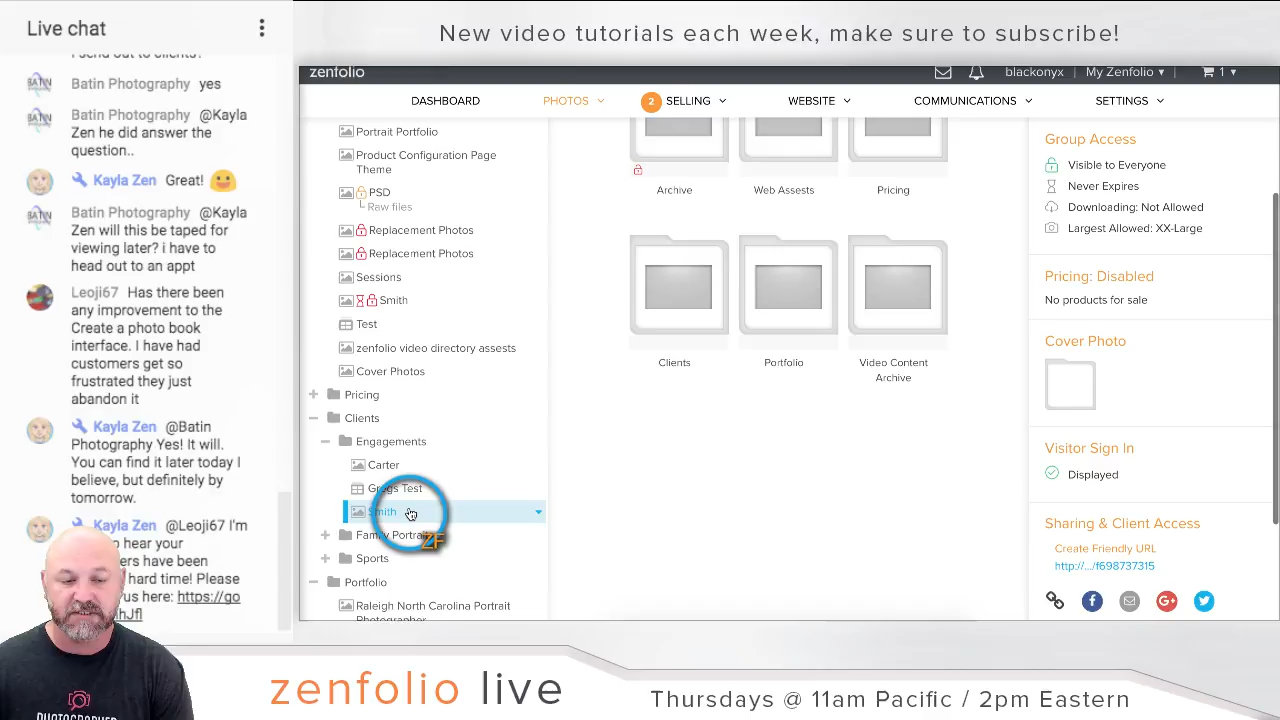 Live chat
New video tutorials each week, make sure to subscribe!
Batin Photography yes
Batin Photography @Kayla
Zen he did answer the
question..
Kayla Zen Great!
Batin Photography @Kayla
Zen will this be taped for
viewing later? i have to
head out to an appt
Leoji67 Has there been
any improvement to the
Create a photo book
interface. I have had
customers get so
frustrated they just
abandon it
Kayla Zen @Batin
Photography Yes! It will.
You can find it later today I
believe, but definitely by
tomorrow.
Kayla Zen @Leoji67 I'm
to hear your
have been
hard time! Please
us here: https://go
zenfolio
blackonyx
My Zenfolio
1
DASHBOARD
PHOTOS
2 SELLING
WEBSITE
COMMUNICATIONS
SETTINGS
Portrait Portfolio
Product Configuration Page
Theme
PSD
Raw files
Replacement Photos
Replacement Photos
Sessions
Smith
Test
zenfolio video directory assests
Cover Photos
Pricing
Clients
Engagements
Carter
Gregs Test
Smith
Family Portrai
Sports
Portfolio
Raleigh North Carolina Portrait
Photographer
ZF
Archive
Web Assests
Pricing
Clients
Portfolio
Video Content
Archive
Group Access
Visible to Everyone
Never Expires
Downloading: Not Allowed
Largest Allowed: XX-Large
Pricing: Disabled
No products for sale
Cover Photo
Visitor Sign In
Displayed
Sharing & Client Access
Create Friendly URL
http://.../f698737315
zenfolio live
Thursdays @ 11am Pacific / 2pm Eastern